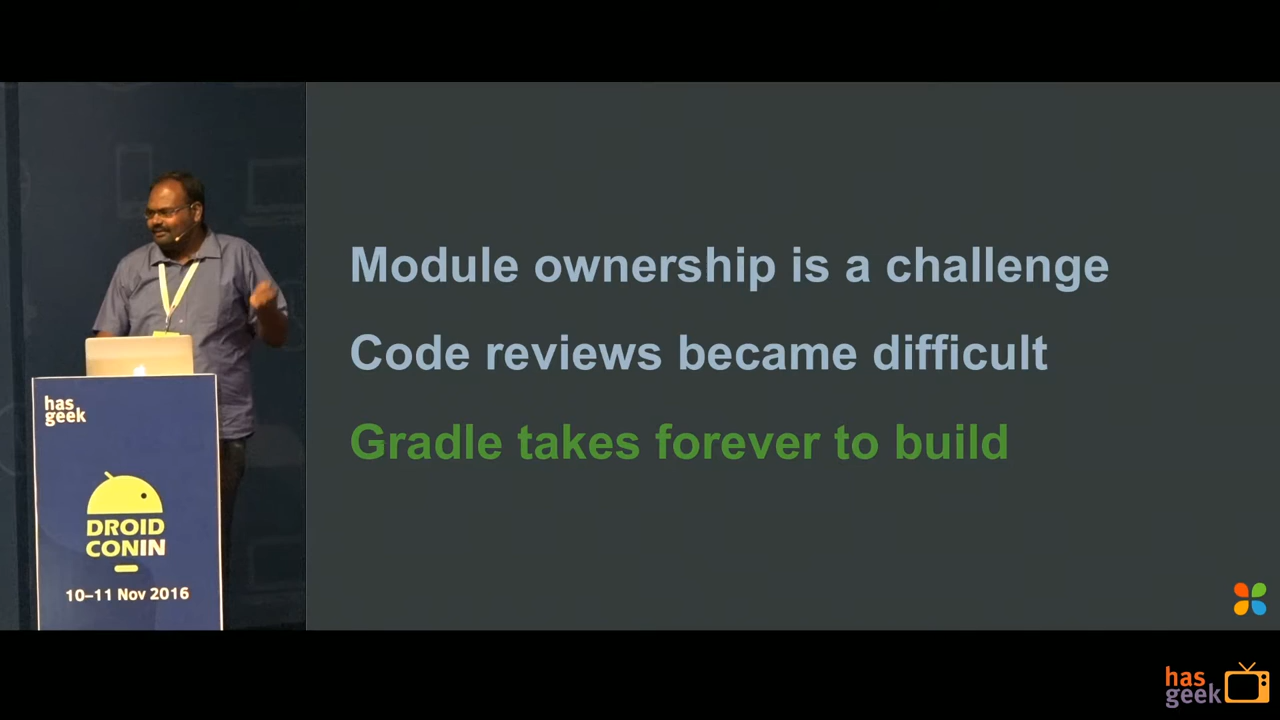 Module ownership is a challenge
Code reviews became difficult
Gradle takes forever to build
has
geek
DROID
CONIN
10–11 Nov 2016
has
geek